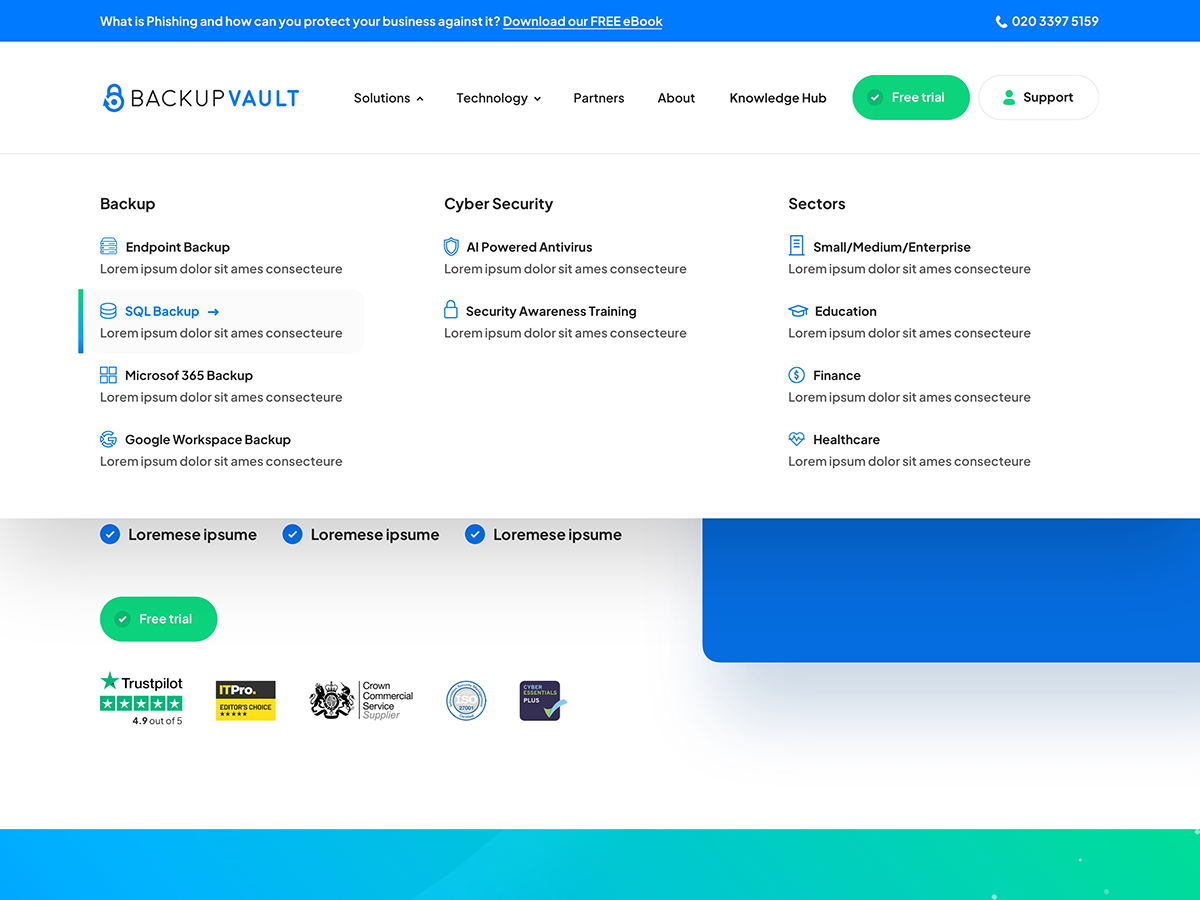 What is Phishing and how can you protect your business against it? Download our FREE eBook
020 3397 5159
BACKUPVAULT
Solutions
Technology
Partners
About
Knowledge Hub
Free trial
Support
Backup
Endpoint Backup
Lorem ipsum dolor sit ames consecteure
SQL Backup →
Lorem ipsum dolor sit ames consecteure
Microsof 365 Backup
Lorem ipsum dolor sit ames consecteure
Google Workspace Backup
Lorem ipsum dolor sit ames consecteure
Cyber Security
AI Powered Antivirus
Lorem ipsum dolor sit ames consecteure
Security Awareness Training
Lorem ipsum dolor sit ames consecteure
Sectors
Small/Medium/Enterprise
Lorem ipsum dolor sit ames consecteure
Education
Lorem ipsum dolor sit ames consecteure
Finance
Lorem ipsum dolor sit ames consecteure
Healthcare
Lorem ipsum dolor sit ames consecteure
Loremese ipsume
Loremese ipsume
Loremese ipsume
Free trial
Trustpilot
4.9 out of 5
ITPro.
EDITOR'S CHOICE
Crown
Commercial
Service
Supplier
ISO
27001
CYBER
ESSENTIALS
PLUS